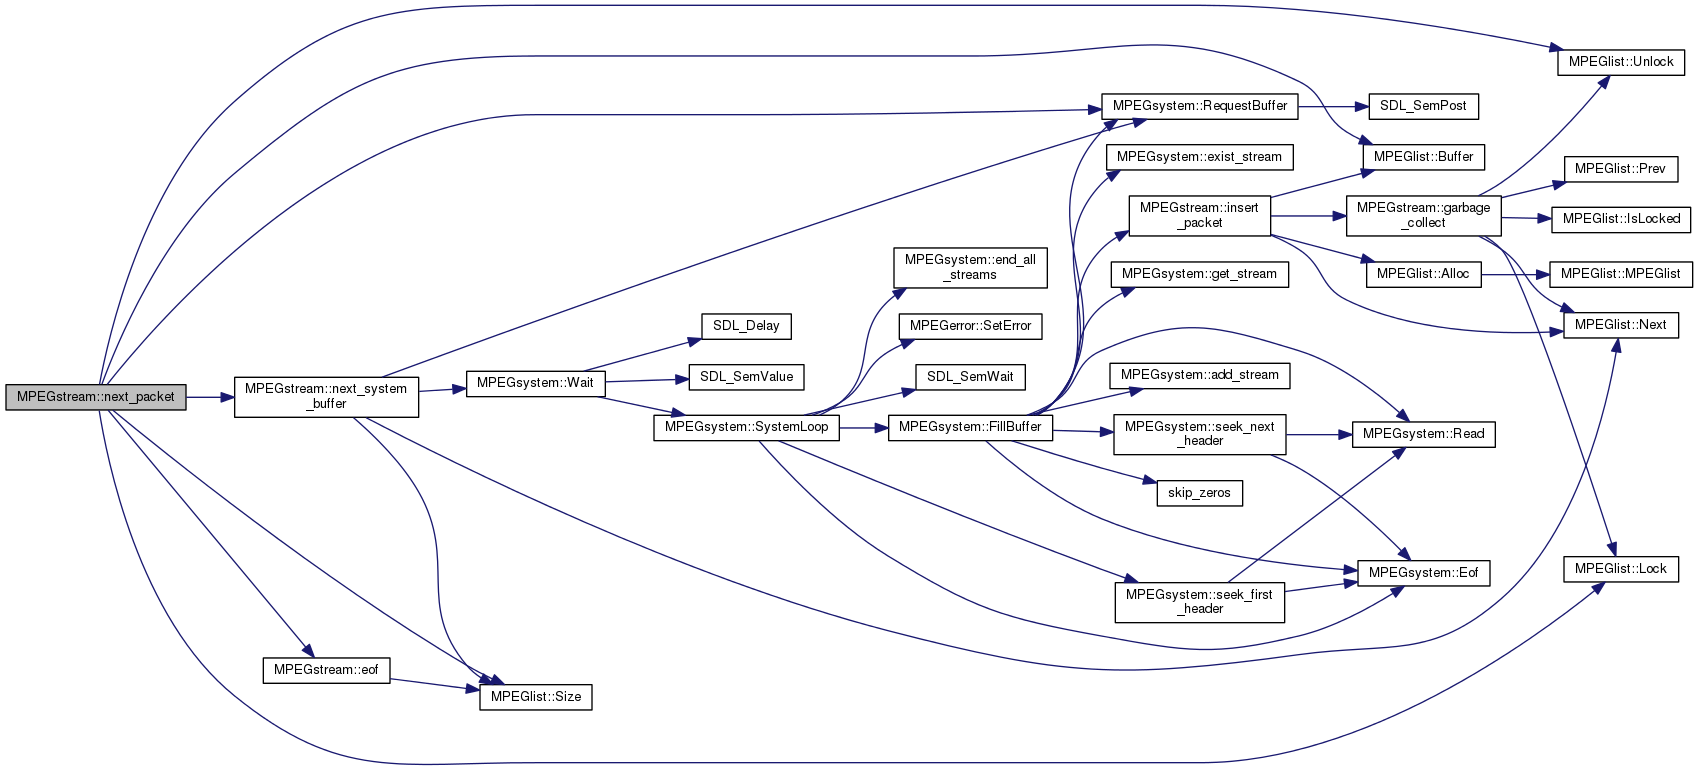 MPEGstream::next_packet
MPEGstream::next_system
_buffer
MPEGstream::eof
MPEGlist::Size
MPEGsystem::Wait
SDL_Delay
SDL_SemValue
MPEGsystem::SystemLoop
MPEGsystem::end_all
_streams
MPEGerror::SetError
SDL_SemWait
MPEGsystem::FillBuffer
MPEGsystem::RequestBuffer
MPEGsystem::exist_stream
MPEGstream::insert
_packet
MPEGsystem::get_stream
MPEGsystem::add_stream
MPEGsystem::seek_next
_header
skip_zeros
MPEGsystem::seek_first
_header
SDL_SemPost
MPEGlist::Buffer
MPEGstream::garbage
_collect
MPEGlist::Alloc
MPEGsystem::Read
MPEGsystem::Eof
MPEGlist::Unlock
MPEGlist::Prev
MPEGlist::IsLocked
MPEGlist::MPEGlist
MPEGlist::Next
MPEGlist::Lock